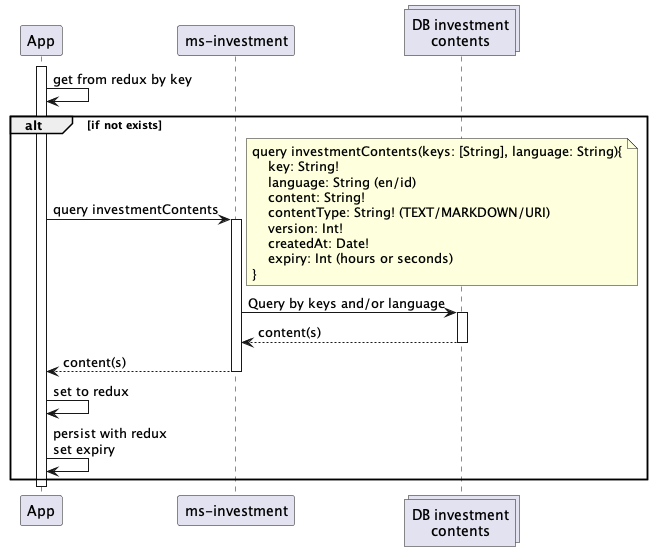 App
ms-investment
DB investment
contents
get from redux by key
alt
[if not exists]
query investmentContents(keys: [String], language: String){
key: String!
language: String (en/id)
content: String!
contentType: String! (TEXT/MARKDOWN/URI)
version: Int!
createdAt: Date!
expiry: Int (hours or seconds)
}
query investmentContents
Query by keys and/or language
content(s)
content(s)
set to redux
persist with redux
set expiry
App
ms-investment
DB investment
contents